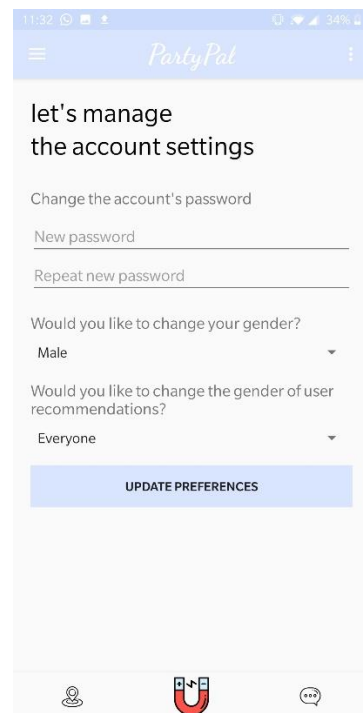 11:32 34%
PartyPal
let's manage
the account settings
Change the account's password
New password
Repeat new password
Would you like to change your gender?
Male
Would you like to change the gender of user
recommendations?
Everyone
UPDATE PREFERENCES